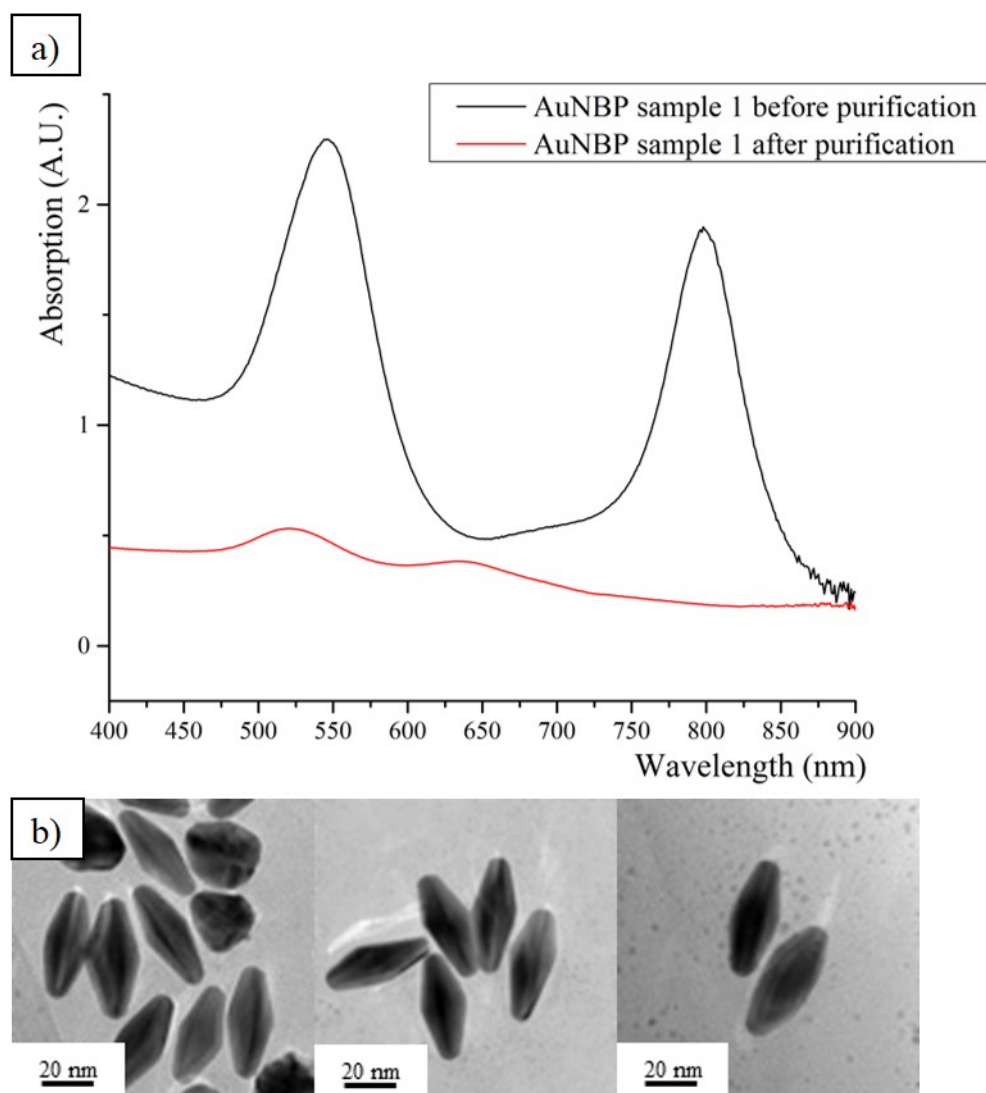 a)
AuNBP sample 1 before purification
AuNBP sample 1 after purification
Absorption (A.U.)
2
1
0
400 450 500 550 600 650 700 750 800 850 900
Wavelength (nm)
b)
20 nm 20 nm 20 nm